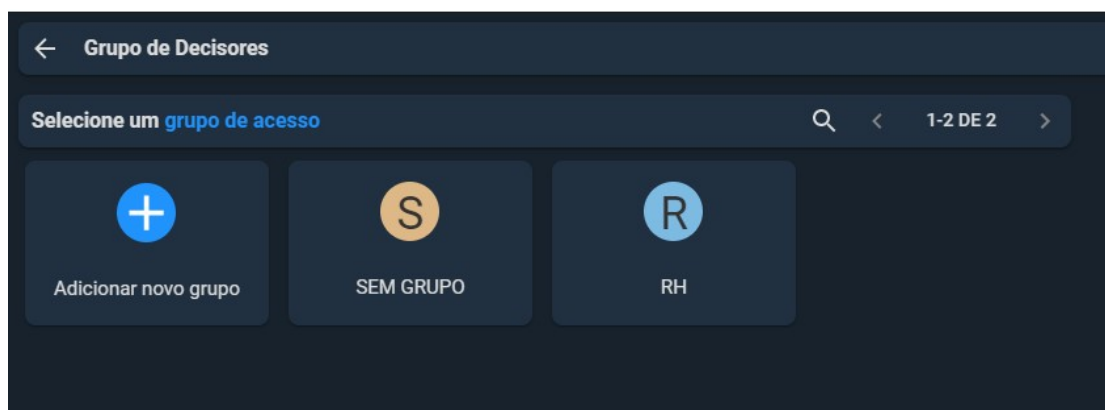 Grupo de Decisores
Selecione um grupo de acesso
1-2 DE 2
S
R
Adicionar novo grupo
SEM GRUPO
RH